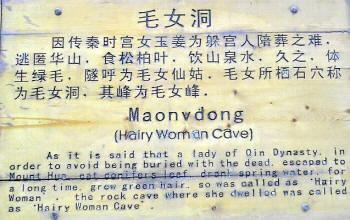 毛女洞
因传秦时宫女玉姜为躲宫人陪葬之难，
逃匿华山，食松柏叶，饮山泉水，久之，体
生绿毛，隧呼为毛女仙姑，毛女所栖石穴称
为毛女洞，其峰为毛女峰。
Maonvdong
(Hairy Woman Cave)
As it is said that a lady of Qin Dynasty, in
order to avoid being buried with the dead, escaped to
Mount Hua, eat conifers leaf, drank spring water, for
a long time, grew green hair, so was called as "Hairy
Woman", the rock cave where she dwelled was called
as "Hairy Woman Cave".